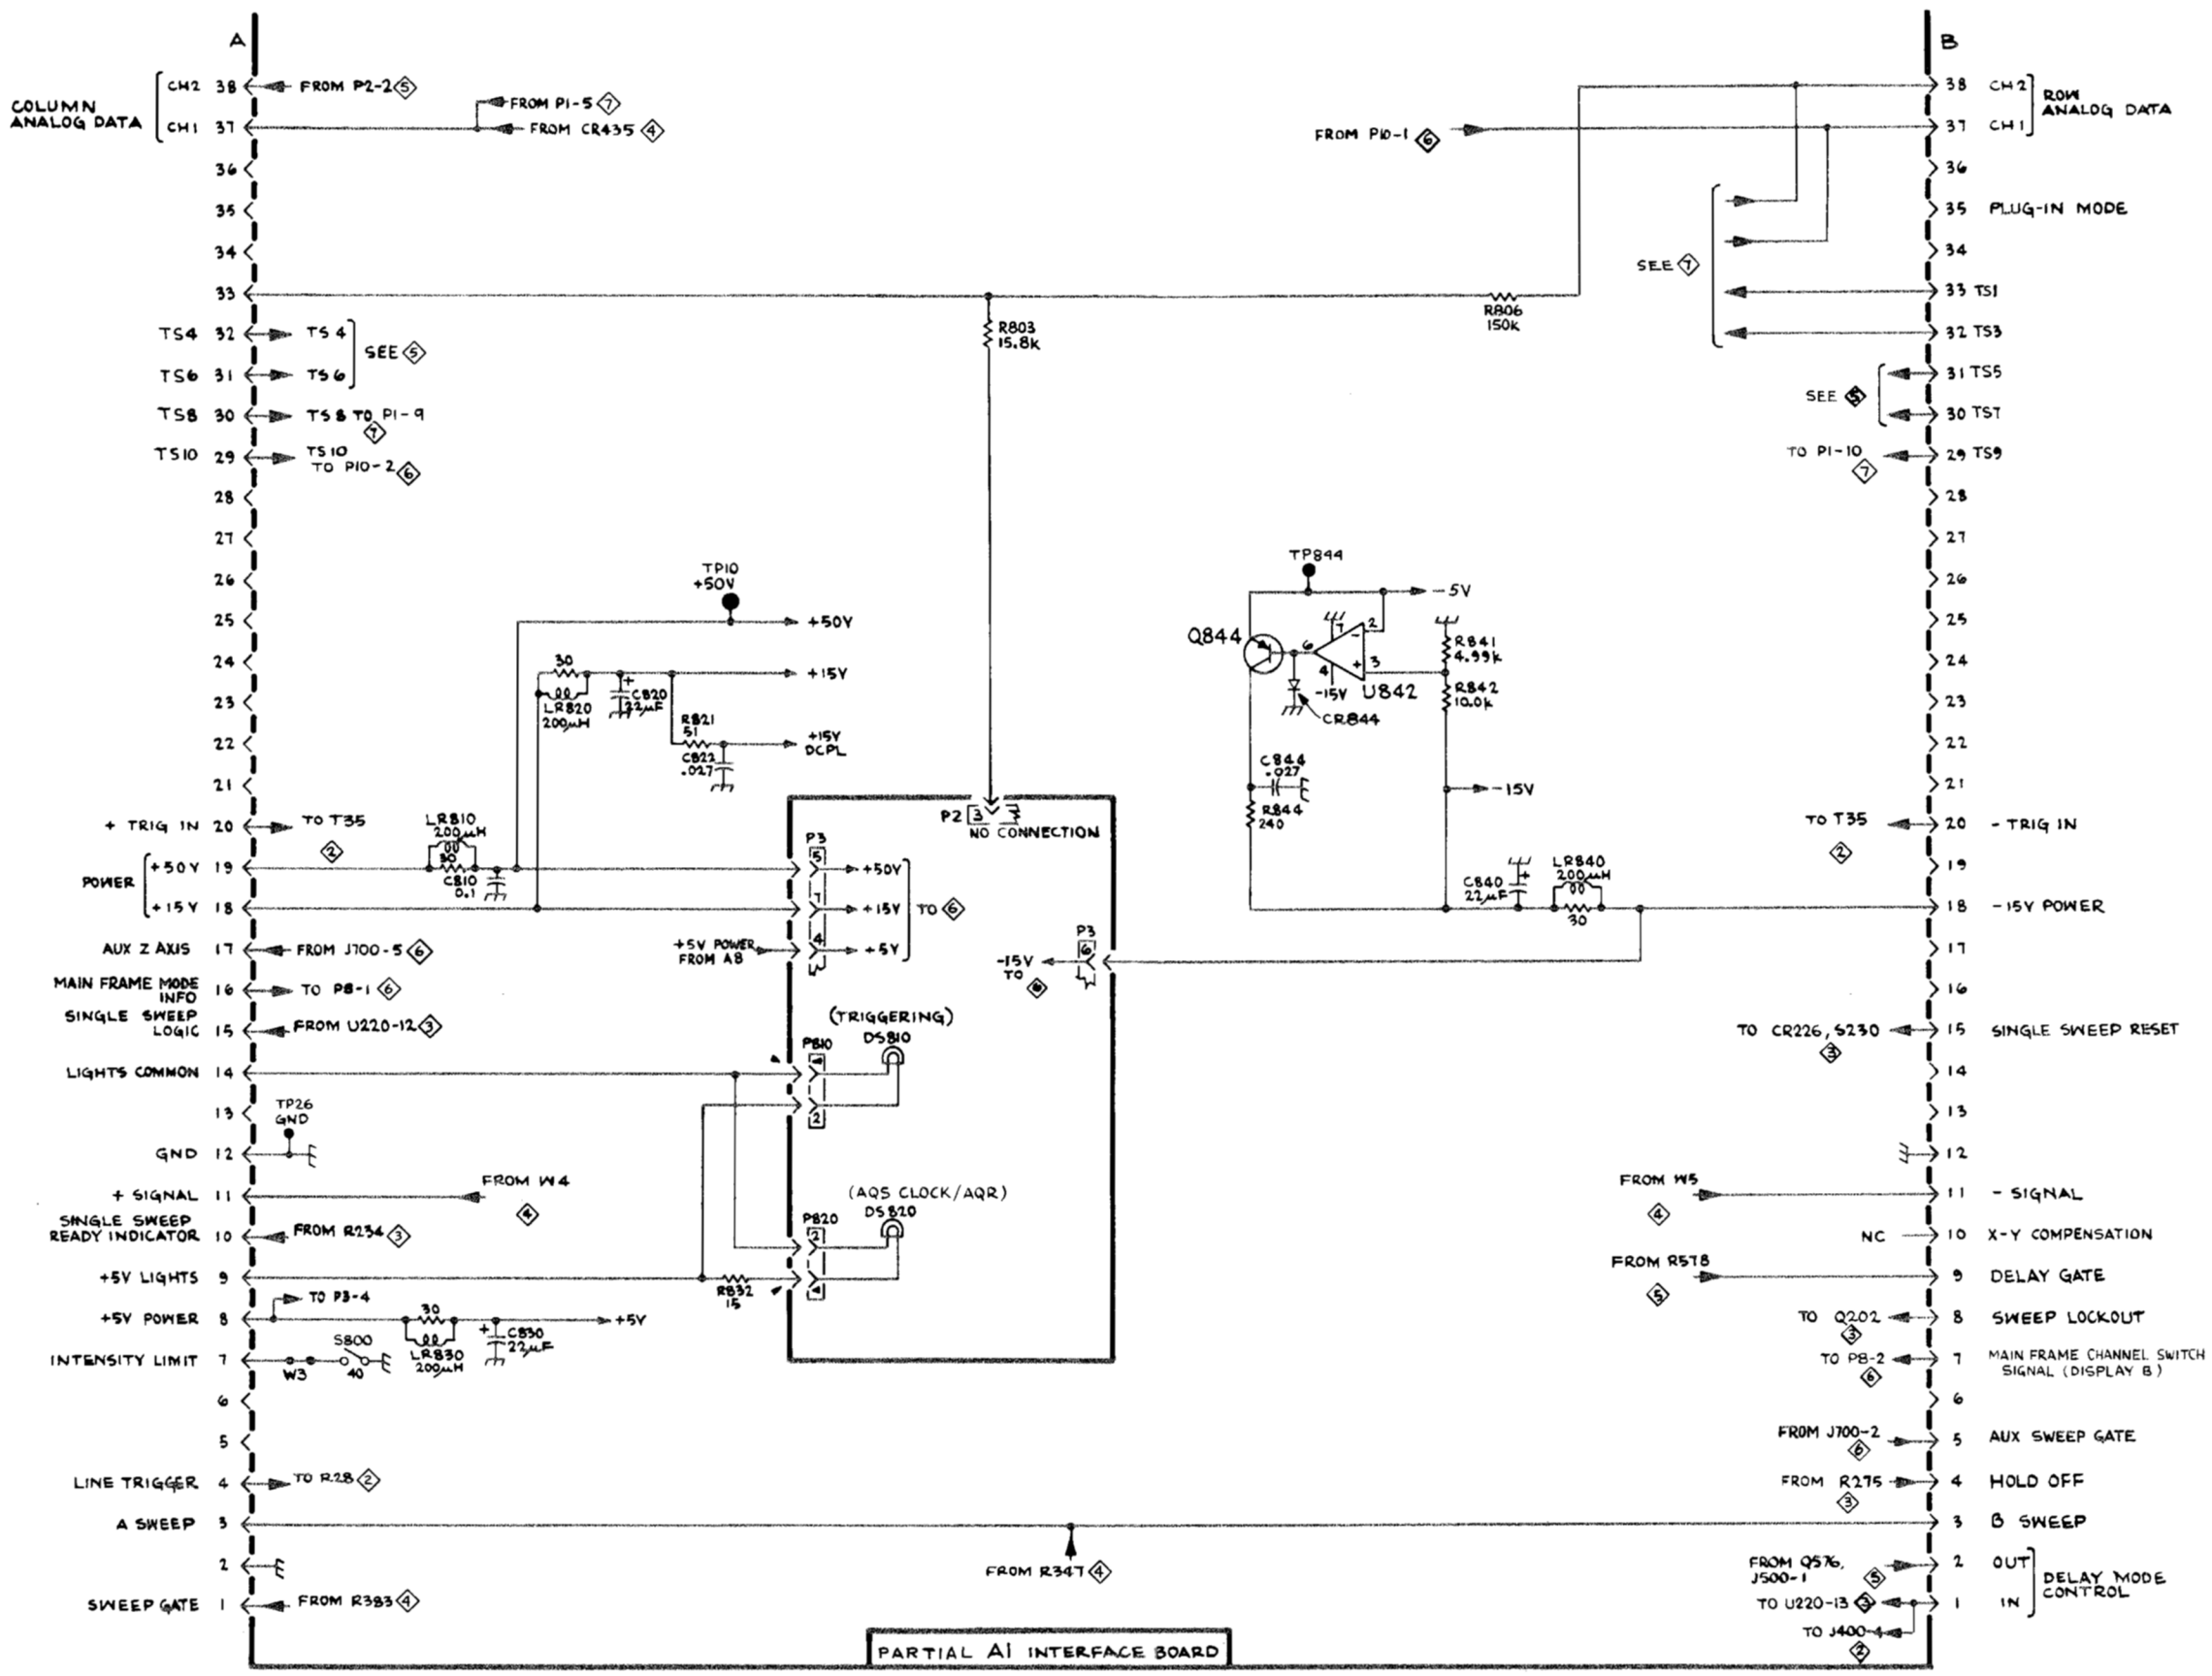 A
B
COLUMN
ANALOG DATA
CH2 38 FROM P2-2 5
CH1 37 FROM P1-5 7
FROM CR435 4
36
35
34
33
TS4 32 TS4
TS6 31 TS6
SEE 5
TS8 30 TS8 TO P1-9
7
TS10 29 TS10
TO P10-2 6
28
27
26
25
24
23
22
21
+ TRIG IN 20 TO T35
2
POWER
+50V 19
+15V 18
AUX Z AXIS 17 FROM J700-5 6
MAIN FRAME MODE
INFO 16 TO P8-1 6
SINGLE SWEEP
LOGIC 15 FROM U220-12 3
LIGHTS COMMON 14
13
TP26
GND
GND 12
+ SIGNAL 11 FROM W4
4
SINGLE SWEEP
READY INDICATOR 10 FROM R234 3
+5V LIGHTS 9
+5V POWER 8 TO P3-4
INTENSITY LIMIT 7
W3
S800
40
6
5
LINE TRIGGER 4 TO R28 2
A SWEEP 3
2
SWEEP GATE 1 FROM R383 4
30
LR830
200µH
+
C830
22µF
+5V
TP10
+50V
+50V
30
LR820
200µH
+
C820
22µF
+15V
R821
51
C822
.027
+15V
DCPL
LR810
200µH
30
C810
0.1
R803
15.8K
R806
150K
P2 3
NO CONNECTION
P3
5 +50V
7 +15V
4 +5V
TO 6
+5V POWER
FROM A8
P3
6
-15V
TO
6
(TRIGGERING)
DS810
P810
1
2
(AQS CLOCK/AQR)
DS820
P820
2
1
R832
15
TP844
-5V
Q844
7
2
-
6
+
3
4
-15V
U842
CR844
R841
4.99K
R842
10.0K
C844
.027
R844
240
-15V
C840
22µF
+
LR840
200µH
30
FROM P10-1 6
38 CH2
37 CH1
ROW
ANALOG DATA
36
35 PLUG-IN MODE
34
SEE 7
33 TS1
32 TS3
31 TS5
SEE 5
30 TS7
TO P1-10
7
29 TS9
28
27
26
25
24
23
22
21
TO T35
2
20 - TRIG IN
19
18 -15V POWER
17
16
TO CR226, S230
3
15 SINGLE SWEEP RESET
14
13
12
FROM W5
4
11 - SIGNAL
NC 10 X-Y COMPENSATION
FROM R578
5
9 DELAY GATE
TO Q202
3
8 SWEEP LOCKOUT
TO P8-2
6
7 MAIN FRAME CHANNEL SWITCH
SIGNAL (DISPLAY B)
6
FROM J700-2
6
5 AUX SWEEP GATE
FROM R275
3
4 HOLD OFF
3 B SWEEP
FROM R347 4
FROM Q576,
J500-1 5
2 OUT
TO U220-13 3
1 IN
DELAY MODE
CONTROL
TO J400-4
2
PARTIAL A1 INTERFACE BOARD